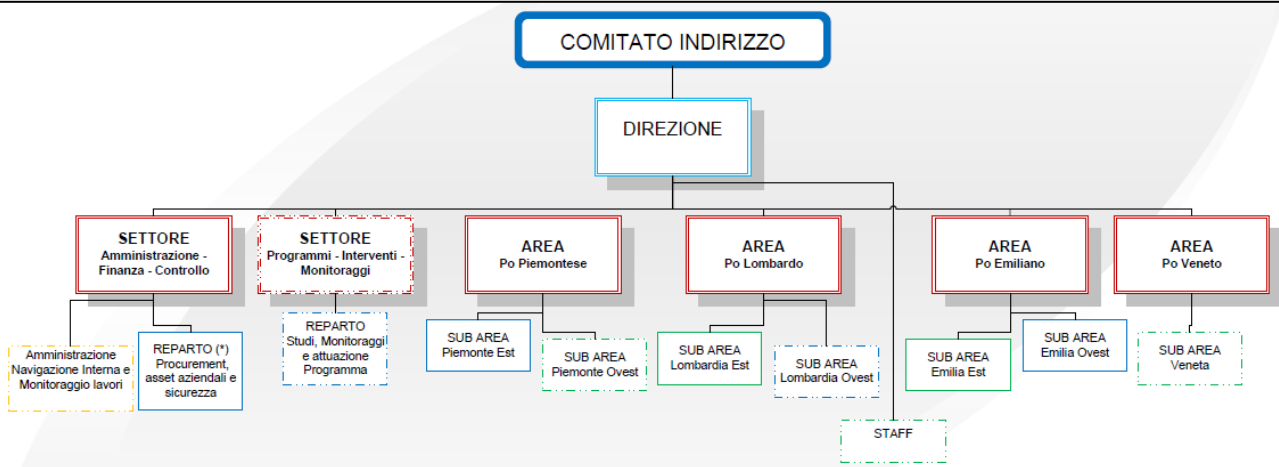 COMITATO INDIRIZZO
DIREZIONE
SETTORE
Amministrazione -
Finanza - Controllo
SETTORE
Programmi - Interventi -
Monitoraggi
AREA
Po Piemontese
AREA
Po Lombardo
AREA
Po Emiliano
AREA
Po Veneto
Amministrazione
Navigazione Interna e
Monitoraggio lavori
REPARTO (*)
Procurement,
asset aziendali e
sicurezza
REPARTO
Studi, Monitoraggi
e attuazione
Programma
SUB AREA
Piemonte Est
SUB AREA
Piemonte Ovest
SUB AREA
Lombardia Est
SUB AREA
Lombardia Ovest
SUB AREA
Emilia Est
SUB AREA
Emilia Ovest
SUB AREA
Veneta
STAFF